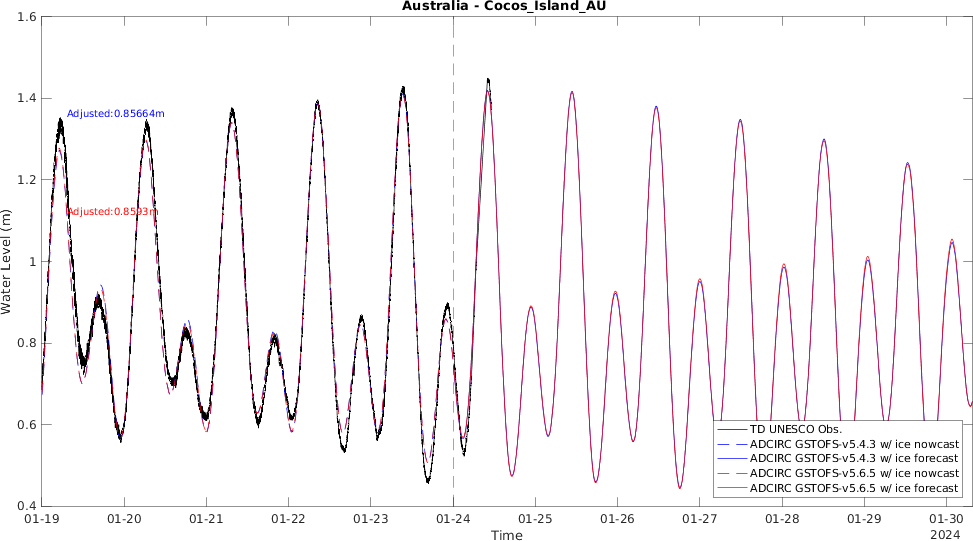 Australia - Cocos_Island_AU
Water Level (m)
1.6
1.4
1.2
1
0.8
0.6
0.4
Adjusted:0.85664m
Adjusted:0.8593m
TD UNESCO Obs.
ADCIRC GSTOFS-v5.4.3 w/ ice nowcast
ADCIRC GSTOFS-v5.4.3 w/ ice forecast
ADCIRC GSTOFS-v5.6.5 w/ ice nowcast
ADCIRC GSTOFS-v5.6.5 w/ ice forecast
01-19 01-20 01-21 01-22 01-23 01-24 01-25 01-26 01-27 01-28 01-29 01-30
2024
Time